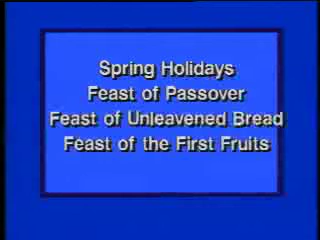 Spring Holidays
Feast of Passover
Feast of Unleavened Bread
Feast of the First Fruits